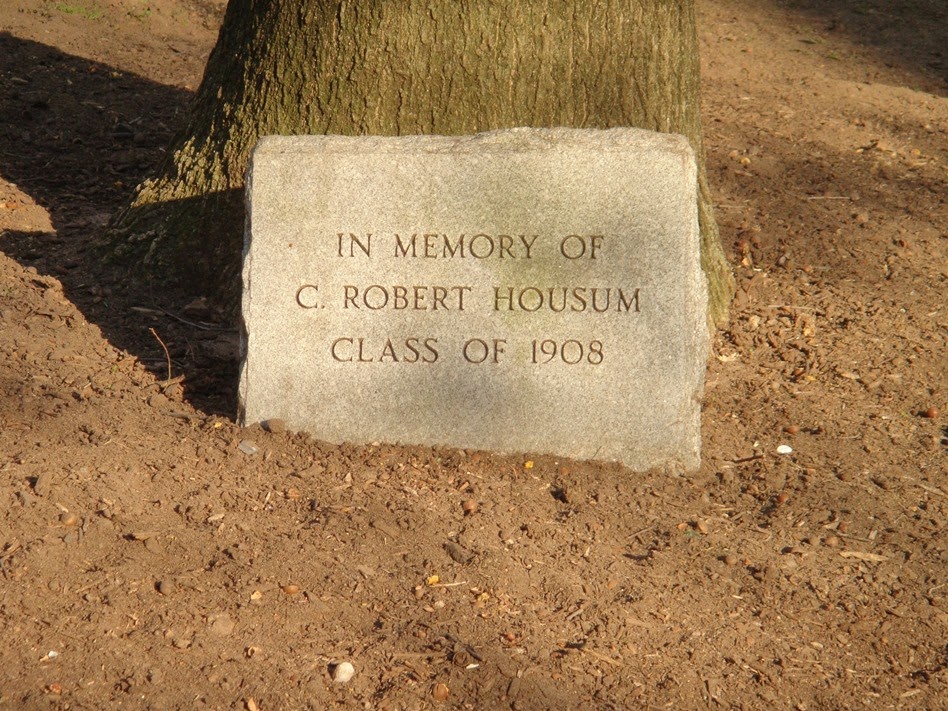 IN MEMORY OF
C. ROBERT HOUSUM
CLASS OF 1908